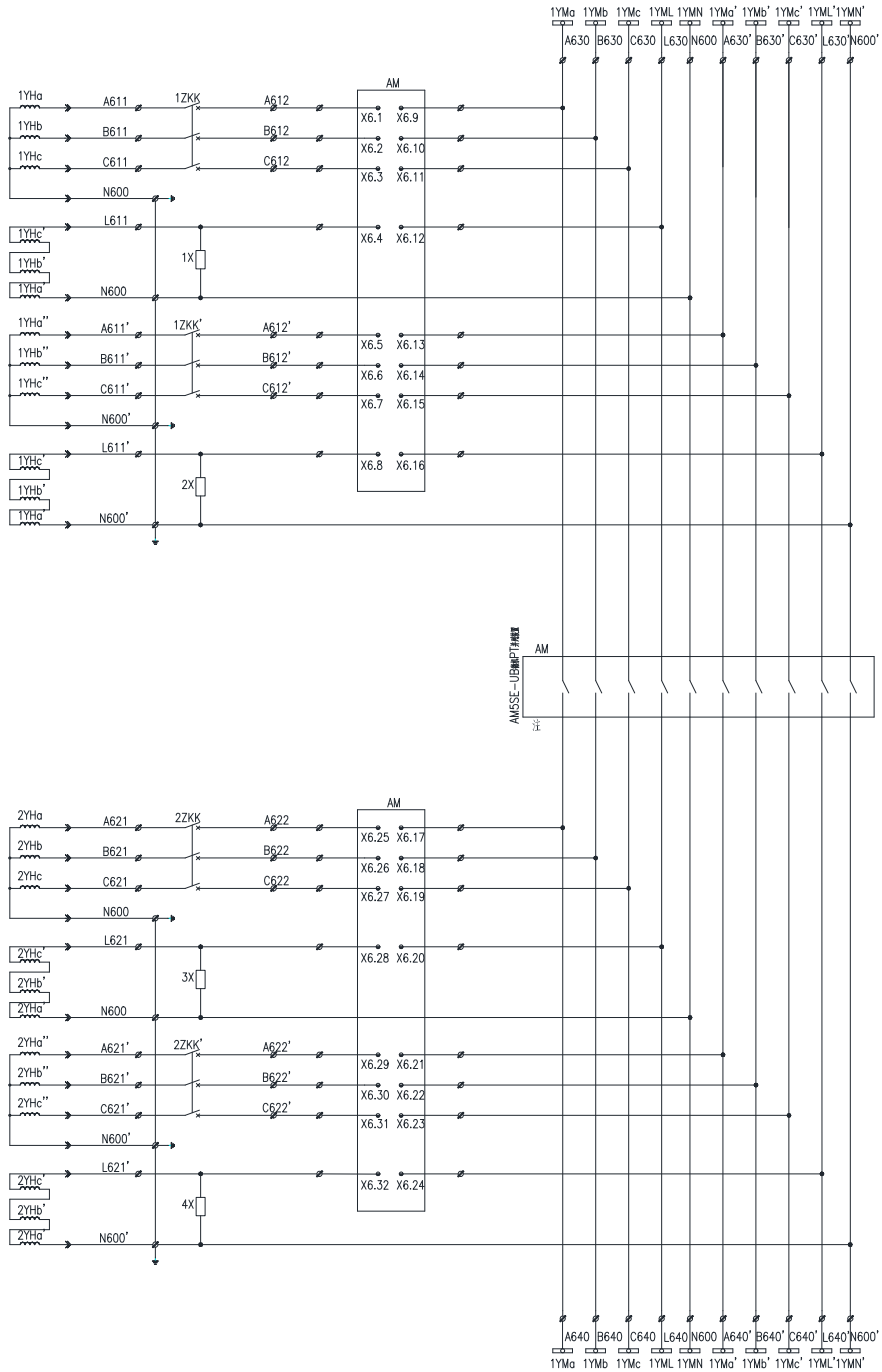 1YMa 1YMb 1YMc 1YML 1YMN 1YMa' 1YMb' 1YMc' 1YML' 1YMN'
A630 B630 C630 L630 N600 A630' B630' C630' L630' N600'
AM
1YHa A611 1ZKK A612 X6.1 X6.9
1YHb B611 B612 X6.2 X6.10
1YHc C611 C612 X6.3 X6.11
N600
L611 X6.4 X6.12
1YHc'
1X
1YHb'
1YHa' N600
1YHa'' A611' 1ZKK' A612' X6.5 X6.13
1YHb'' B611' B612' X6.6 X6.14
1YHc'' C611' C612' X6.7 X6.15
N600'
L611' X6.8 X6.16
1YHc'
2X
1YHb'
1YHa' N600'
AM
AM5SE-UB PT
注
AM
2YHa A621 2ZKK A622 X6.25 X6.17
2YHb B621 B622 X6.26 X6.18
2YHc C621 C622 X6.27 X6.19
N600
L621 X6.28 X6.20
2YHc'
3X
2YHb'
2YHa' N600
2YHa'' A621' 2ZKK' A622' X6.29 X6.21
2YHb'' B621' B622' X6.30 X6.22
2YHc'' C621' C622' X6.31 X6.23
N600'
L621' X6.32 X6.24
2YHc'
4X
2YHb'
2YHa' N600'
A640 B640 C640 L640 N600 A640' B640' C640' L640' N600'
1YMa 1YMb 1YMc 1YML 1YMN 1YMa' 1YMb' 1YMc' 1YML' 1YMN'